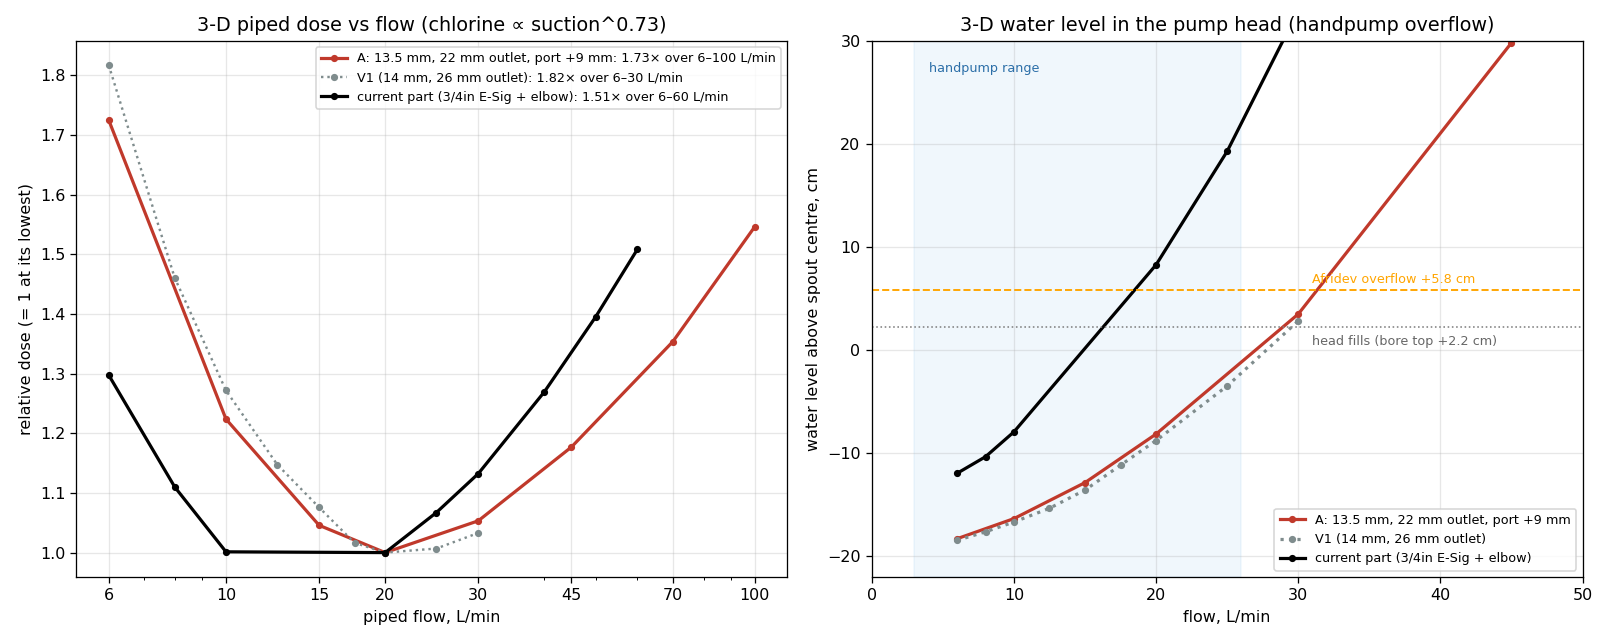 3-D piped dose vs flow (chlorine ∝ suction^0.73)
relative dose (= 1 at its lowest)
1.8
1.7
1.6
1.5
1.4
1.3
1.2
1.1
1.0
A: 13.5 mm, 22 mm outlet, port +9 mm: 1.73× over 6–100 L/min
V1 (14 mm, 26 mm outlet): 1.82× over 6–30 L/min
current part (3/4in E-Sig + elbow): 1.51× over 6–60 L/min
6 10 15 20 30 45 70 100
piped flow, L/min
3-D water level in the pump head (handpump overflow)
water level above spout centre, cm
30
20
10
0
−10
−20
handpump range
Afridev overflow +5.8 cm
head fills (bore top +2.2 cm)
A: 13.5 mm, 22 mm outlet, port +9 mm
V1 (14 mm, 26 mm outlet)
current part (3/4in E-Sig + elbow)
0 10 20 30 40 50
flow, L/min